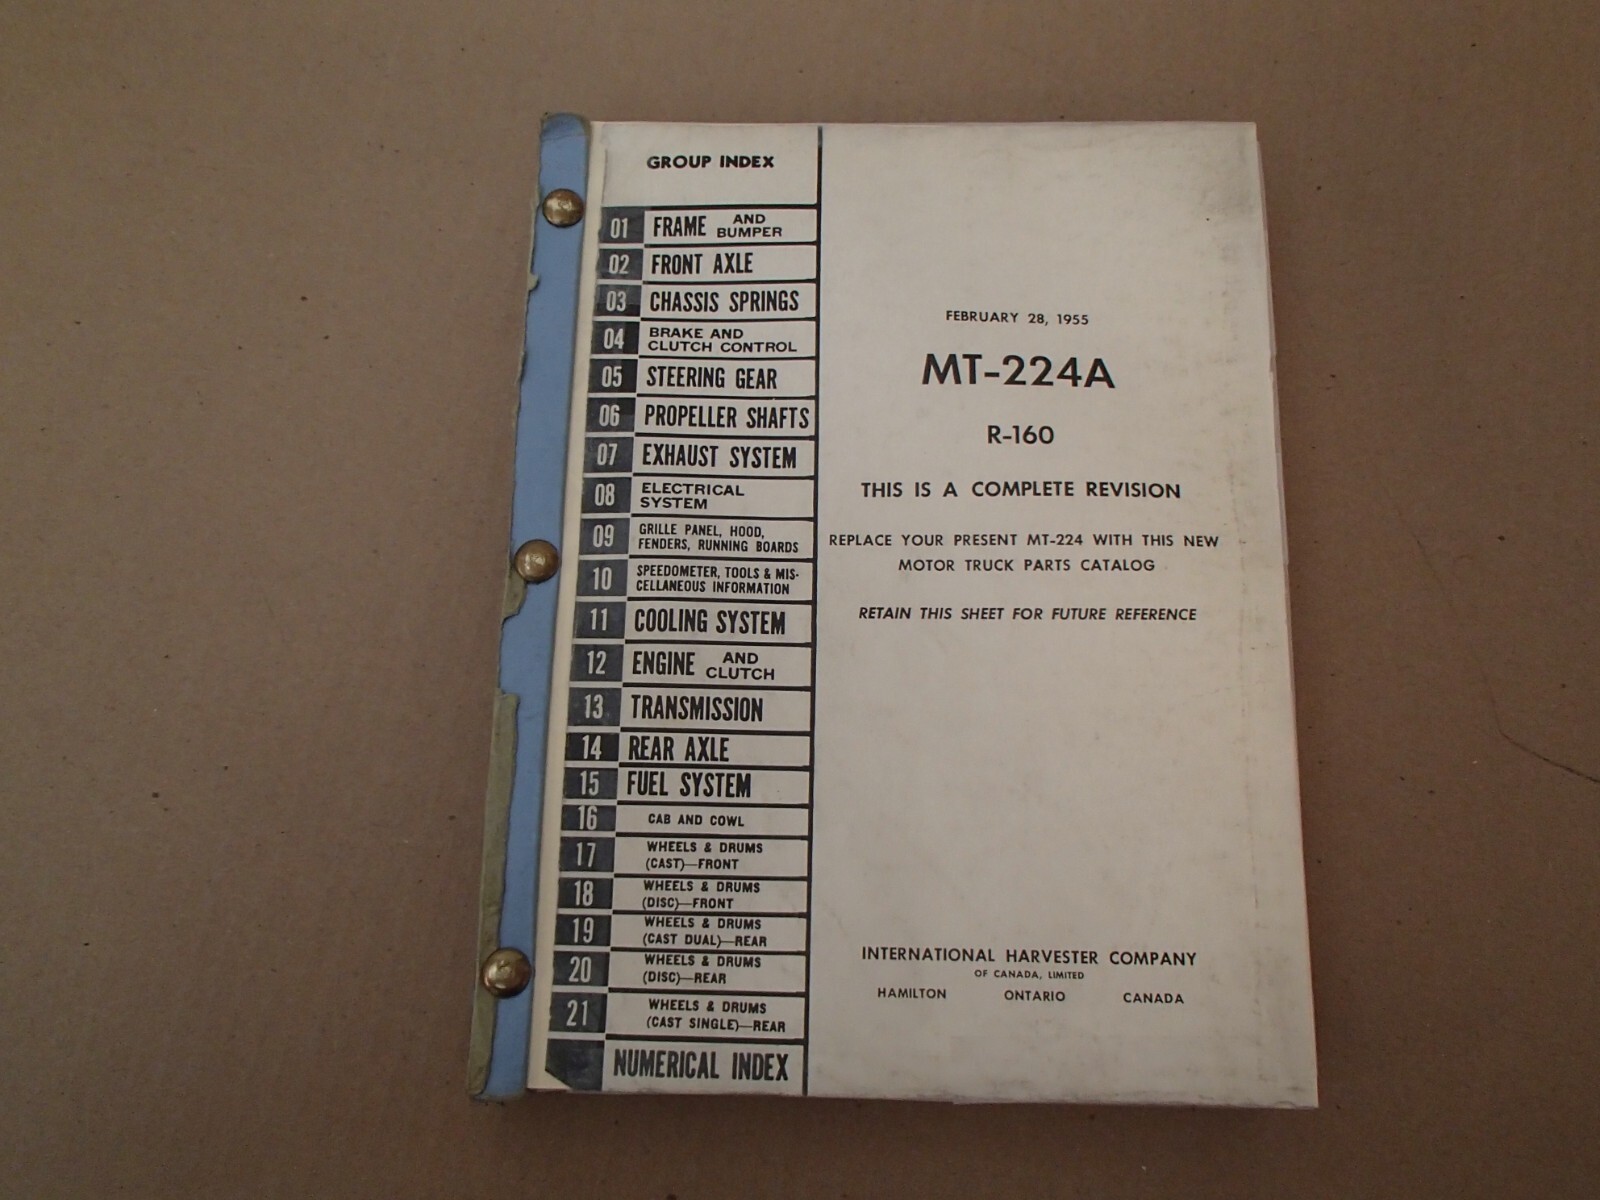 GROUP INDEX
01 FRAME AND BUMPER
02 FRONT AXLE
03 CHASSIS SPRINGS
04 BRAKE AND
CLUTCH CONTROL
05 STEERING GEAR
06 PROPELLER SHAFTS
07 EXHAUST SYSTEM
08 ELECTRICAL
SYSTEM
09 GRILLE PANEL, HOOD,
FENDERS, RUNNING BOARDS
10 SPEEDOMETER, TOOLS & MIS-
CELLANEOUS INFORMATION
11 COOLING SYSTEM
12 ENGINE AND CLUTCH
13 TRANSMISSION
14 REAR AXLE
15 FUEL SYSTEM
16 CAB AND COWL
17 WHEELS & DRUMS
(CAST)—FRONT
18 WHEELS & DRUMS
(DISC)—FRONT
19 WHEELS & DRUMS
(CAST DUAL)—REAR
20 WHEELS & DRUMS
(DISC)—REAR
21 WHEELS & DRUMS
(CAST SINGLE)—REAR
NUMERICAL INDEX
FEBRUARY 28, 1955
MT-224A
R-160
THIS IS A COMPLETE REVISION
REPLACE YOUR PRESENT MT-224 WITH THIS NEW
MOTOR TRUCK PARTS CATALOG
RETAIN THIS SHEET FOR FUTURE REFERENCE
INTERNATIONAL HARVESTER COMPANY
OF CANADA, LIMITED
HAMILTON ONTARIO CANADA